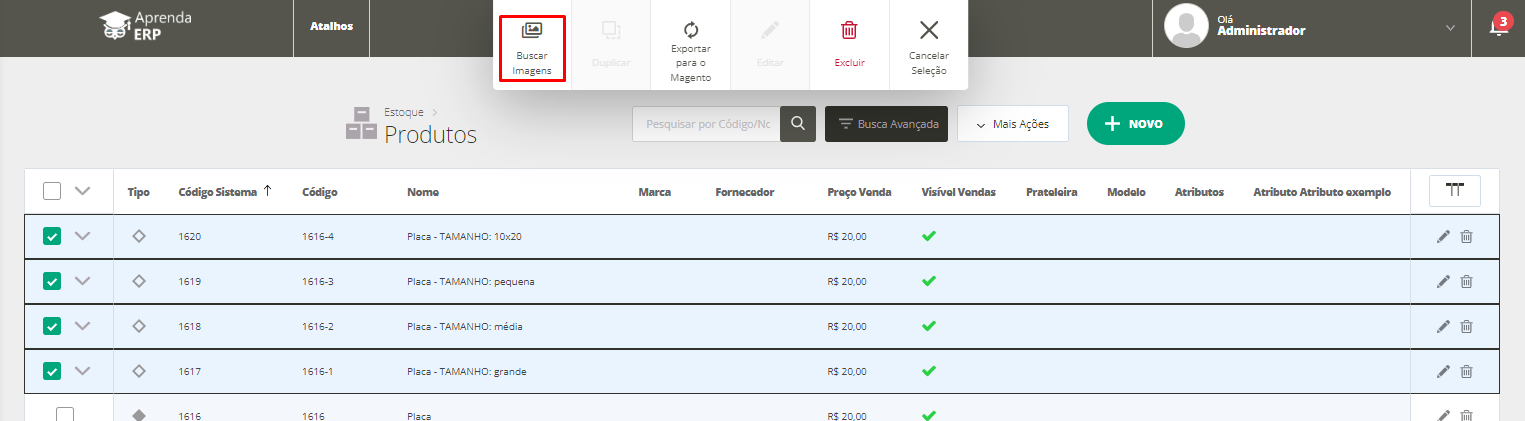 Aprenda
ERP
Atalhos
Buscar
Imagens
Duplicar
Exportar
para o
Magento
Editar
Excluir
Cancelar
Seleção
Olá
Administrador
3
Estoque
Produtos
Pesquisar por Código/No
Busca Avançada
Mais Ações
NOVO
Tipo Código Sistema Código Nome Marca Fornecedor Preço Venda Visível Vendas Prateleira Modelo Atributos Atributo Atributo exemplo
1620 1616-4 Placa - TAMANHO: 10x20 R$ 20,00
1619 1616-3 Placa - TAMANHO: pequena R$ 20,00
1618 1616-2 Placa - TAMANHO: média R$ 20,00
1617 1616-1 Placa - TAMANHO: grande R$ 20,00
1616 1616 Placa R$ 20,00